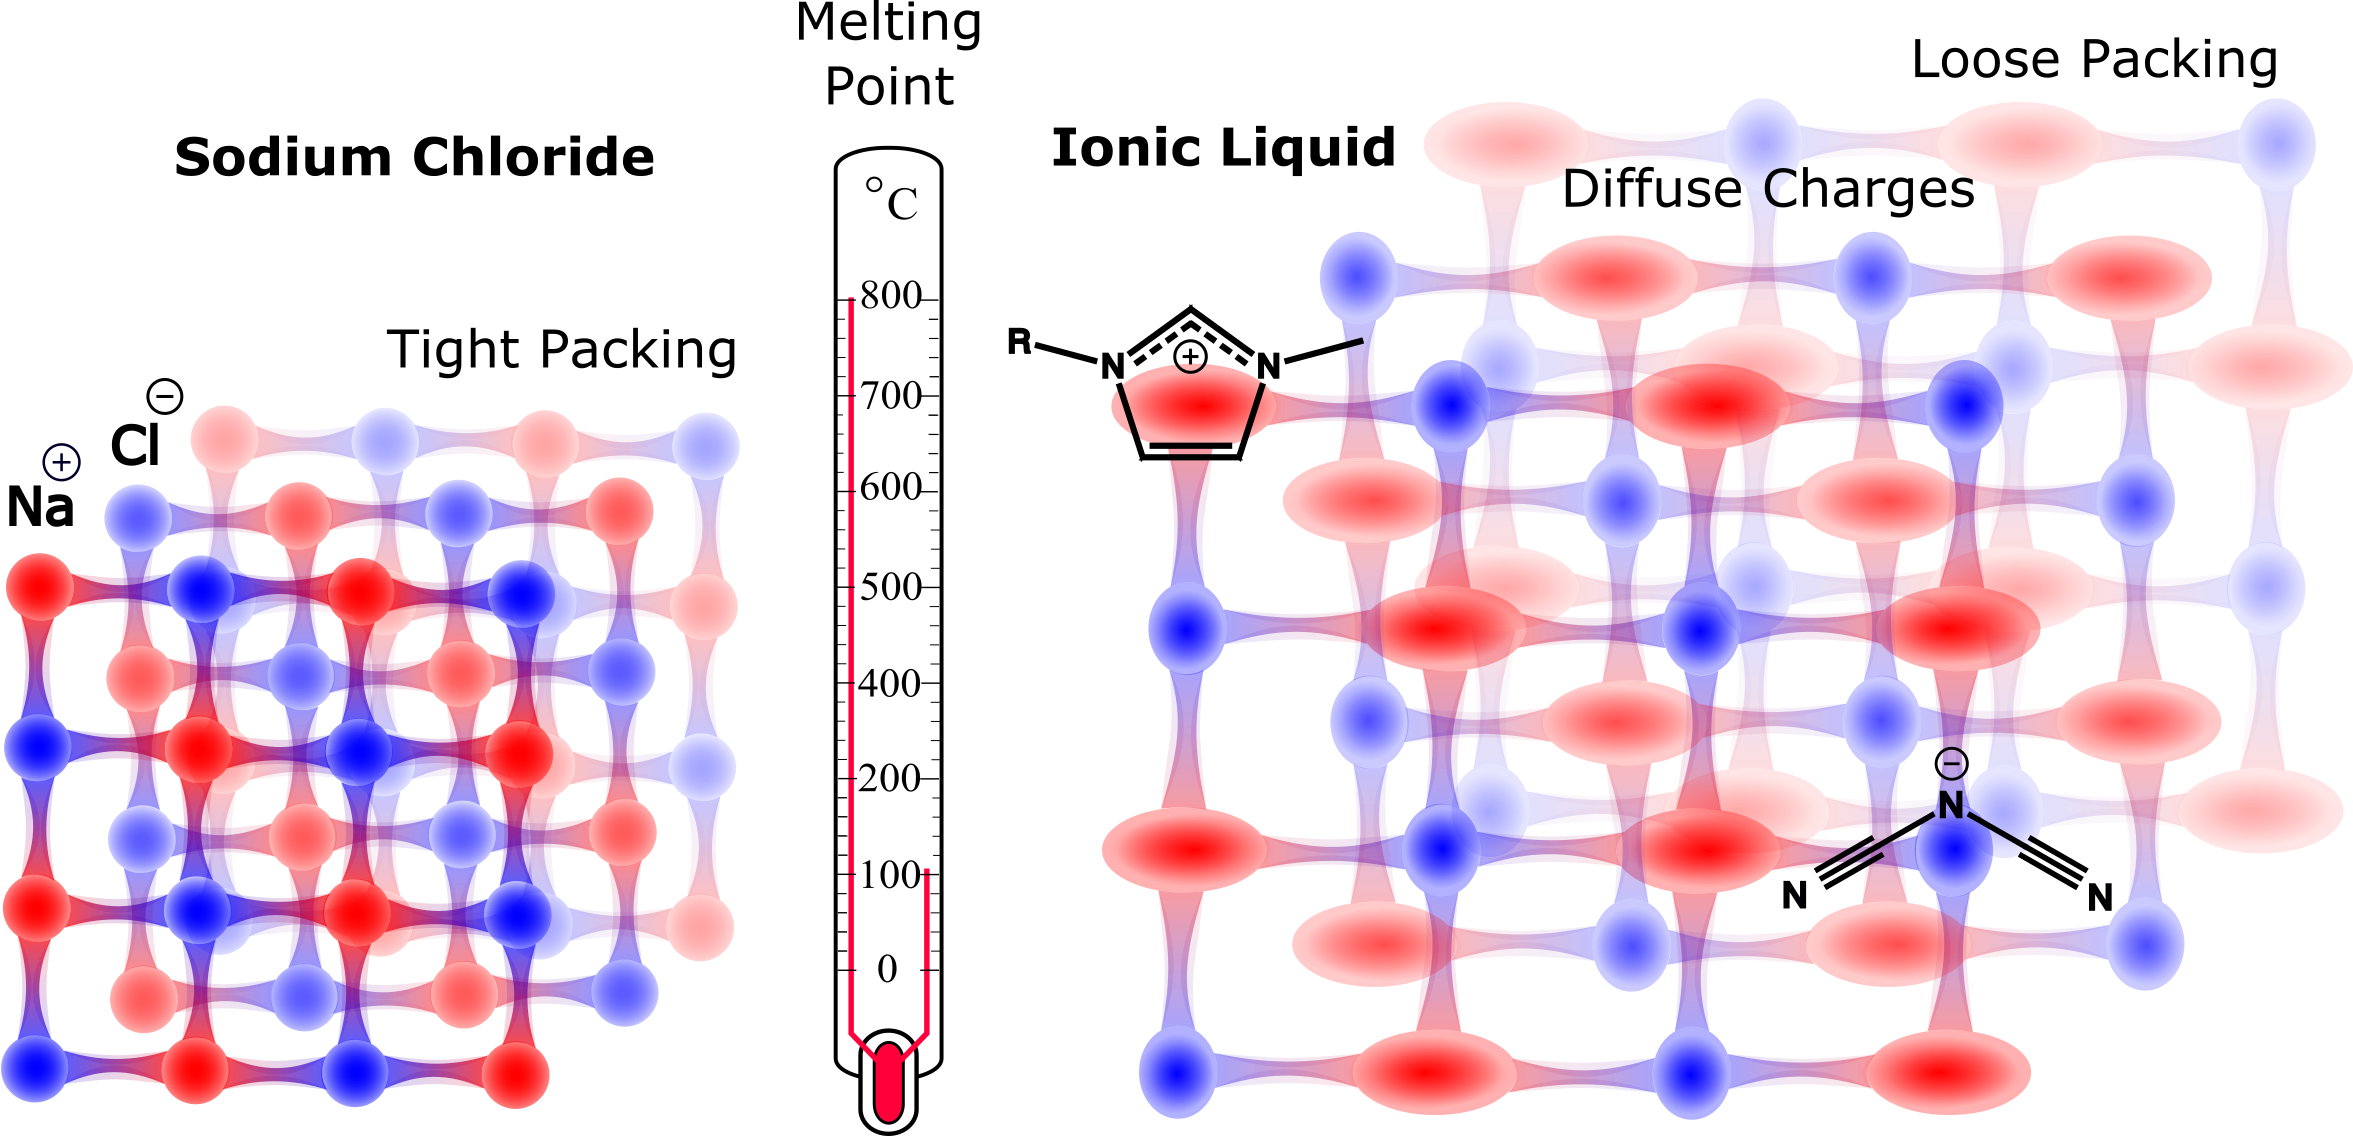 Melting
Point
Sodium Chloride
Ionic Liquid
Loose Packing
Diffuse Charges
Tight Packing
°C
800
700
600
500
400
200
100
0
Cl ⊖
Na ⊕
R
N
⊕
N
⊖
N
N
N